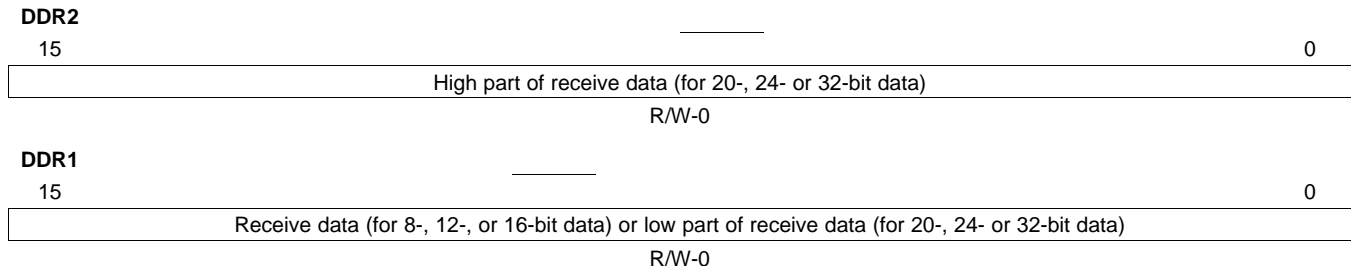 DDR2
15 0
High part of receive data (for 20-, 24- or 32-bit data)
R/W-0
DDR1
15 0
Receive data (for 8-, 12-, or 16-bit data) or low part of receive data (for 20-, 24- or 32-bit data)
R/W-0